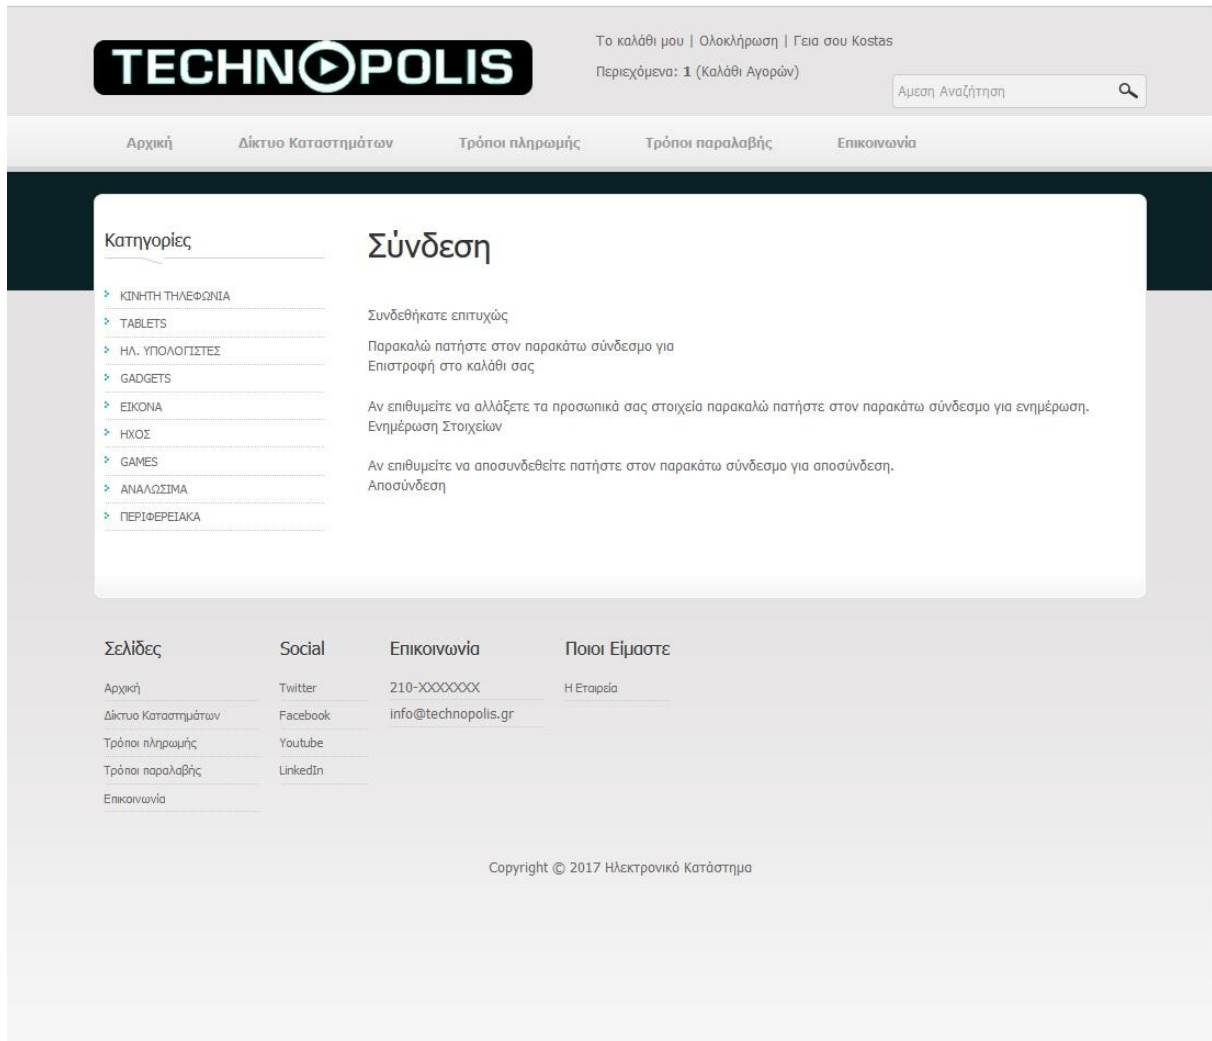 TECHNOPOLIS
Το καλάθι μου | Ολοκλήρωση | Γεια σου Kostas
Περιεχόμενα: 1 (Καλάθι Αγορών)
Αμεση Αναζήτηση
Αρχική Δίκτυο Καταστημάτων Τρόποι πληρωμής Τρόποι παραλαβής Επικοινωνία
Κατηγορίες
ΚΙΝΗΤΗ ΤΗΛΕΦΩΝΙΑ
TABLETS
ΗΛ. ΥΠΟΛΟΓΙΣΤΕΣ
GADGETS
ΕΙΚΟΝΑ
ΗΧΟΣ
GAMES
ΑΝΑΛΩΣΙΜΑ
ΠΕΡΙΦΕΡΕΙΑΚΑ
Σύνδεση
Συνδεθήκατε επιτυχώς
Παρακαλώ πατήστε στον παρακάτω σύνδεσμο για
Επιστροφή στο καλάθι σας
Αν επιθυμείτε να αλλάξετε τα προσωπικά σας στοιχεία παρακαλώ πατήστε στον παρακάτω σύνδεσμο για ενημέρωση.
Ενημέρωση Στοιχείων
Αν επιθυμείτε να αποσυνδεθείτε πατήστε στον παρακάτω σύνδεσμο για αποσύνδεση.
Αποσύνδεση
Σελίδες
Αρχική
Δίκτυο Καταστημάτων
Τρόποι πληρωμής
Τρόποι παραλαβής
Επικοινωνία
Social
Twitter
Facebook
Youtube
LinkedIn
Επικοινωνία
210-XXXXXXX
info@technopolis.gr
Ποιοι Είμαστε
Η Εταιρεία
Copyright © 2017 Ηλεκτρονικό Κατάστημα